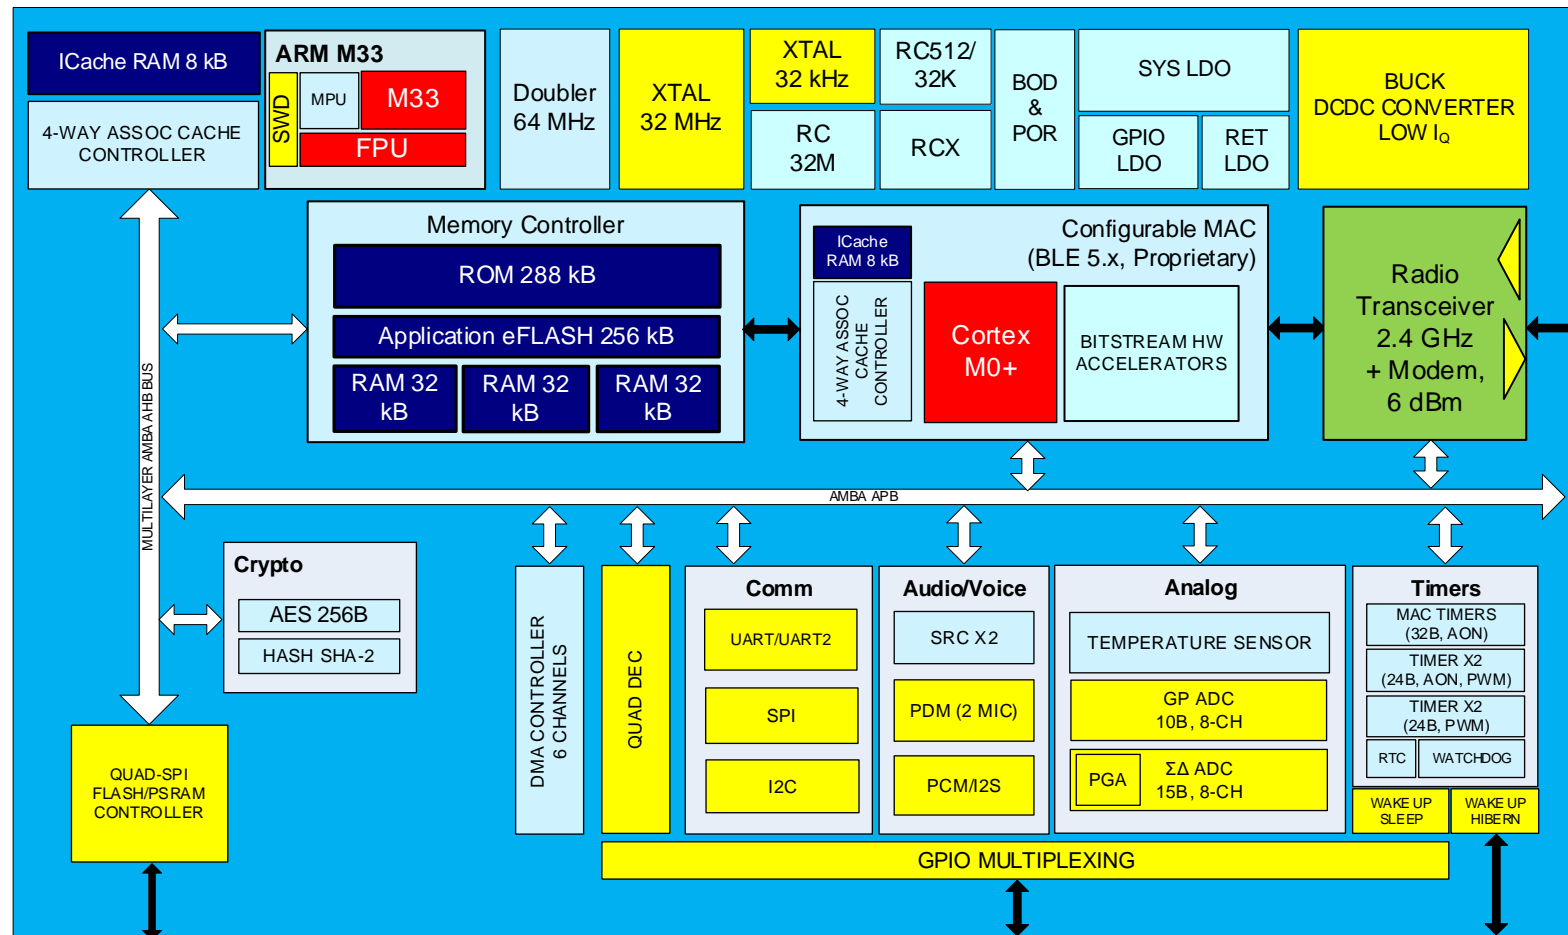 ICache RAM 8 kB
4-WAY ASSOC CACHE
CONTROLLER
ARM M33
SWD
MPU
M33
FPU
Doubler
64 MHz
XTAL
32 MHz
XTAL
32 kHz
RC
32M
RC512/
32K
RCX
BOD
&
POR
SYS LDO
GPIO
LDO
RET
LDO
BUCK
DCDC CONVERTER
LOW IQ
Memory Controller
ROM 288 kB
Application eFLASH 256 kB
RAM 32
kB
RAM 32
kB
RAM 32
kB
ICache
RAM 8 kB
4-WAY ASSOC
CACHE
CONTROLLER
Configurable MAC
(BLE 5.x, Proprietary)
Cortex
M0+
BITSTREAM HW
ACCELERATORS
Radio
Transceiver
2.4 GHz
+ Modem,
6 dBm
MULTILAYER AMBA AHB BUS
AMBA APB
Crypto
AES 256B
HASH SHA-2
QUAD-SPI
FLASH/PSRAM
CONTROLLER
DMA CONTROLLER
6 CHANNELS
QUAD DEC
Comm
UART/UART2
SPI
I2C
Audio/Voice
SRC X2
PDM (2 MIC)
PCM/I2S
Analog
TEMPERATURE SENSOR
GP ADC
10B, 8-CH
PGA
ΣΔ ADC
15B, 8-CH
Timers
MAC TIMERS
(32B, AON)
TIMER X2
(24B, AON, PWM)
TIMER X2
(24B, PWM)
RTC
WATCHDOG
WAKE UP
SLEEP
WAKE UP
HIBERN
GPIO MULTIPLEXING